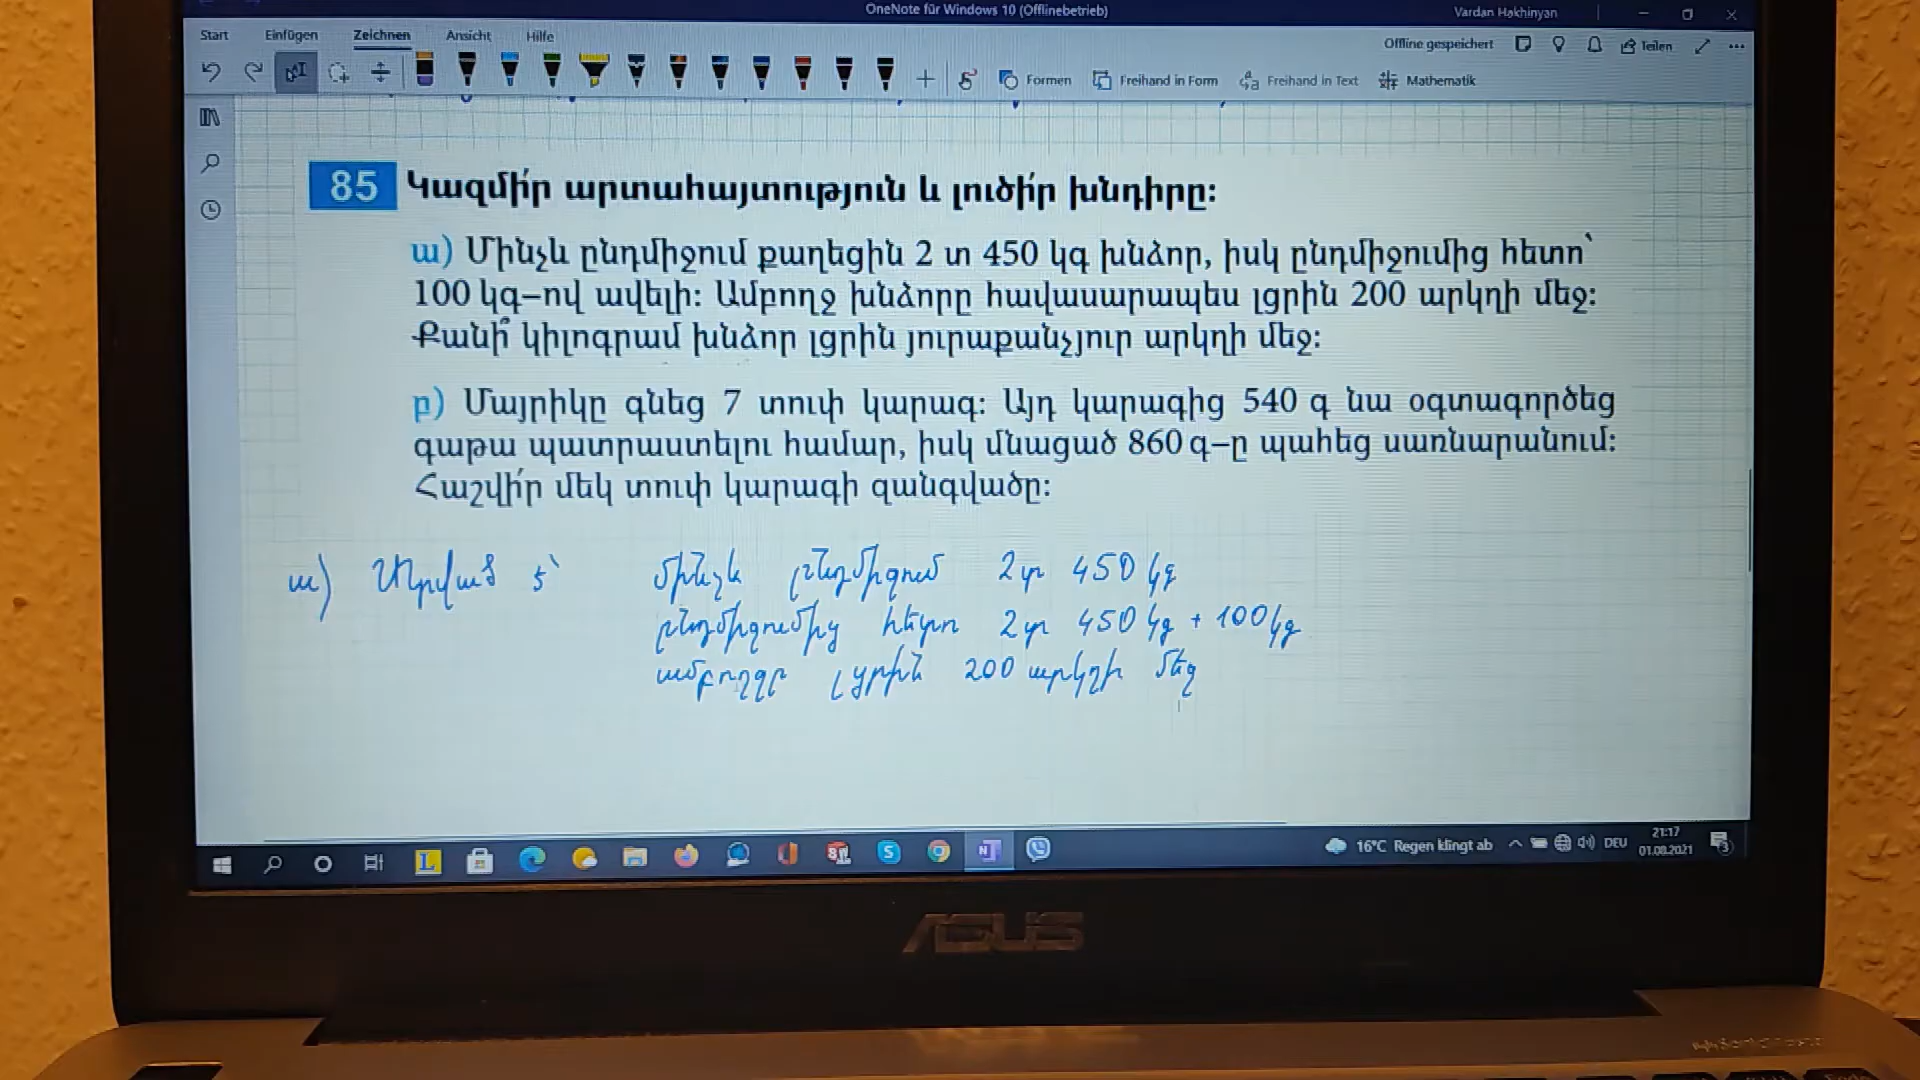 OneNote für Windows 10 (Offlinebetrieb)
Vardan Hakhinyan
Start Einfügen Zeichnen Ansicht Hilfe
Offline gespeichert Teilen
Formen Freihand in Form Freihand in Text Mathematik
85 Կազմի՛ր արտահայտություն և լուծի՛ր խնդիրը։
ա) Մինչև ընդմիջում քաղեցին 2 տ 450 կգ խնձոր, իսկ ընդմիջումից հետո՝
100 կգ–ով ավելի։ Ամբողջ խնձորը հավասարապես լցրին 200 արկղի մեջ։
Քանի՞ կիլոգրամ խնձոր լցրին յուրաքանչյուր արկղի մեջ։
բ) Մայրիկը գնեց 7 տուփ կարագ։ Այդ կարագից 540 գ նա օգտագործեց
գաթա պատրաստելու համար, իսկ մնացած 860 գ–ը պահեց սառնարանում։
Հաշվի՛ր մեկ տուփ կարագի զանգվածը։
ա) Տրված է՝ մինչև ընդմիջում 2տ 450 կգ
ընդմիջումից հետո 2տ 450 կգ + 100 կգ
ամբողջը լցրին 200 արկղի մեջ
16°C Regen klingt ab DEU 21:17
01.08.2021
ASUS